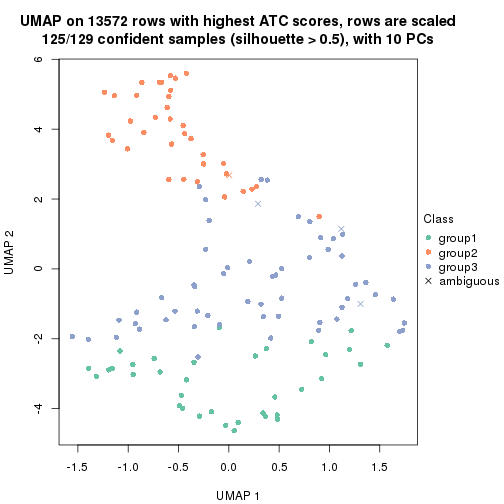 UMAP on 13572 rows with highest ATC scores, rows are scaled
125/129 confident samples (silhouette > 0.5), with 10 PCs
6
4
2
0
-2
-4
UMAP 2
-1.5 -1.0 -0.5 0.0 0.5 1.0 1.5
UMAP 1
Class
group1
group2
group3
ambiguous